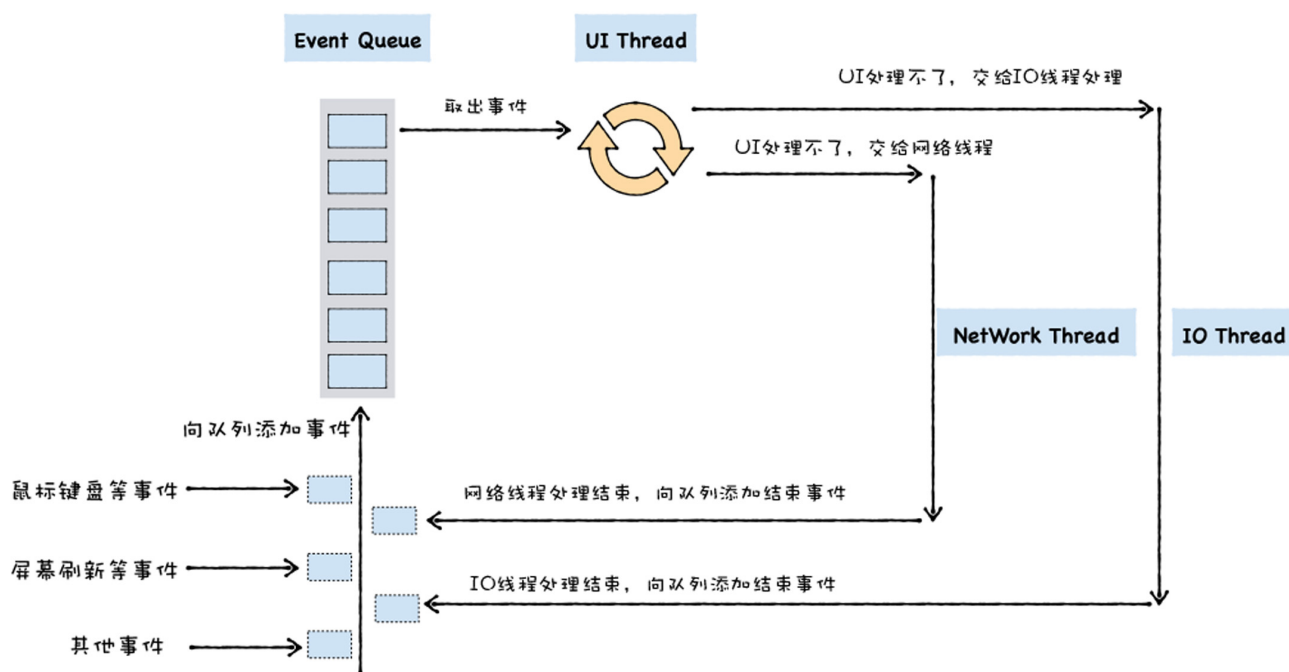 Event Queue
UI Thread
UI处理不了，交给IO线程处理
取出事件
UI处理不了，交给网络线程
NetWork Thread
IO Thread
向队列添加事件
鼠标键盘等事件
网络线程处理结束，向队列添加结束事件
屏幕刷新等事件
IO线程处理结束，向队列添加结束事件
其他事件